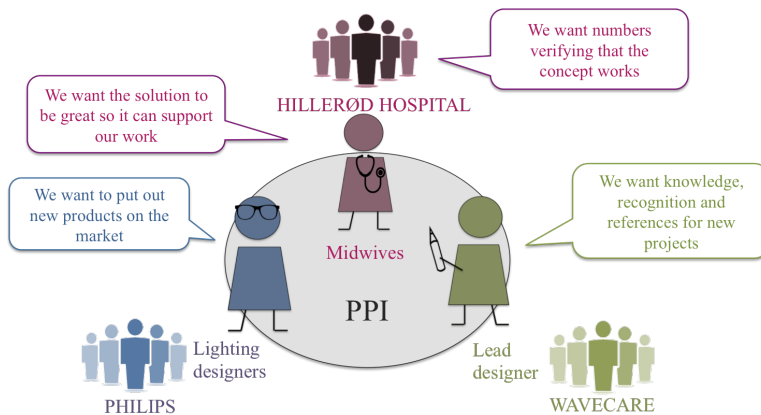 We want numbers
verifying that the
concept works
We want the solution to
be great so it can support
our work
HILLERØD HOSPITAL
We want to put out
new products on the
market
We want knowledge,
recognition and
references for new
projects
Midwives
PPI
Lighting
designers
Lead
designer
PHILIPS
WAVECARE